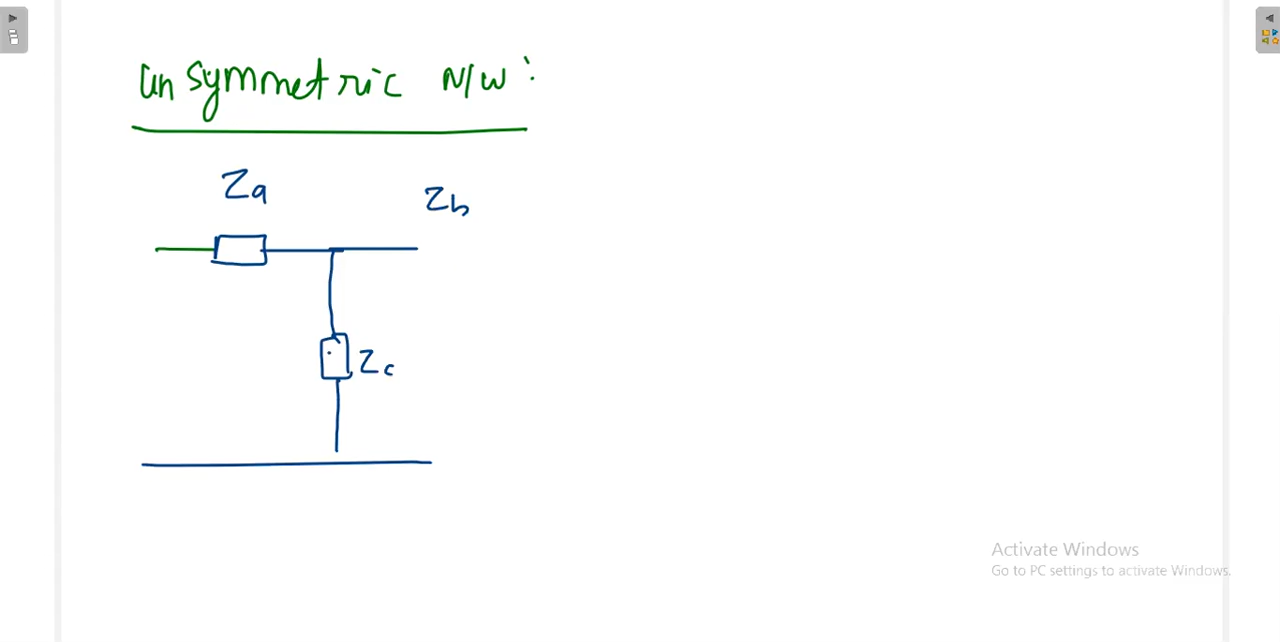 Unsymmetric N/W :
Za
Zb
Zc
Activate Windows
Go to PC settings to activate Windows.